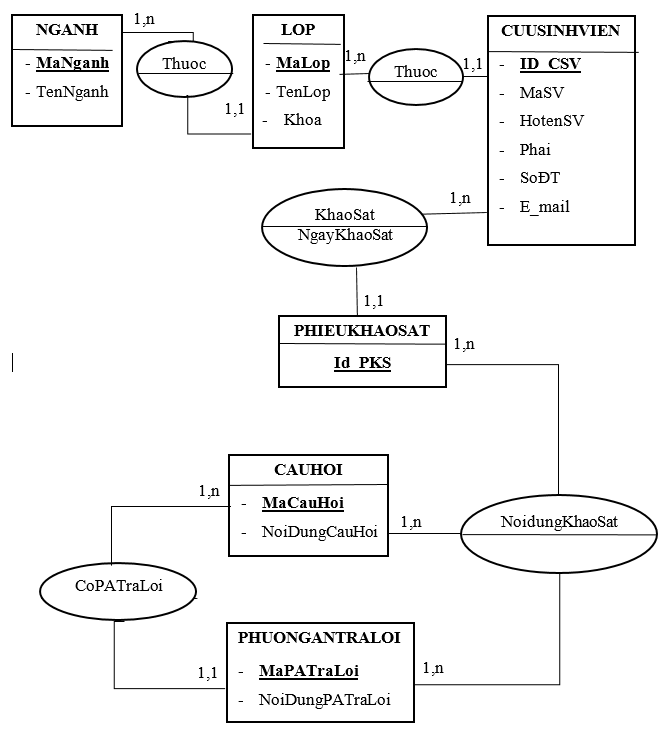 NGANH
- MaNganh
- TenNganh
1,n
Thuoc
1,1
LOP
- MaLop
- TenLop
- Khoa
1,n
Thuoc
1,1
CUUSINHVIEN
- ID_CSV
- MaSV
- HotenSV
- Phai
- SoĐT
- E_mail
1,n
KhaoSat
NgayKhaoSat
1,1
PHIEUKHAOSAT
Id_PKS
1,n
CAUHOI
- MaCauHoi
- NoiDungCauHoi
1,n
1,n
NoidungKhaoSat
CoPATraLoi
PHUONGANTRALOI
- MaPATraLoi
- NoiDungPATraLoi
1,1
1,n